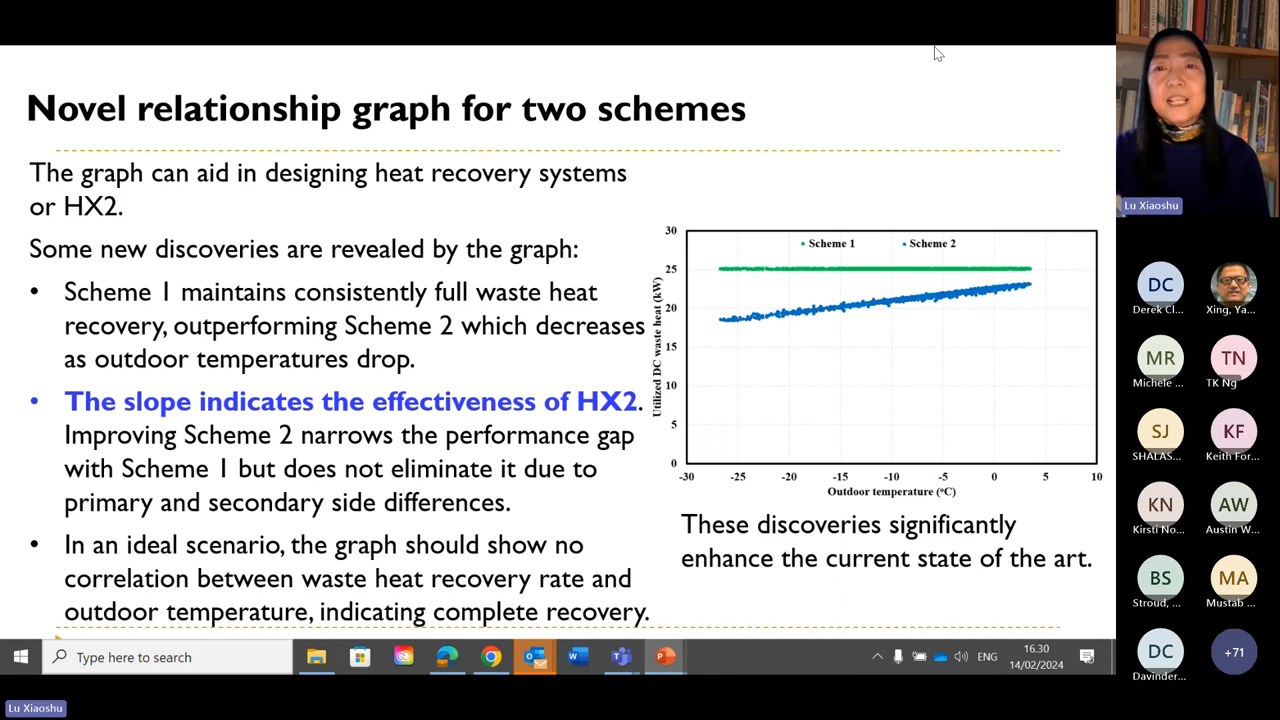 Novel relationship graph for two schemes
The graph can aid in designing heat recovery systems
or HX2.
Some new discoveries are revealed by the graph:
• Scheme 1 maintains consistently full waste heat
recovery, outperforming Scheme 2 which decreases
as outdoor temperatures drop.
• The slope indicates the effectiveness of HX2.
Improving Scheme 2 narrows the performance gap
with Scheme 1 but does not eliminate it due to
primary and secondary side differences.
• In an ideal scenario, the graph should show no
correlation between waste heat recovery rate and
outdoor temperature, indicating complete recovery.
Scheme 1
Scheme 2
Utilized DC waste heat (kW)
30
25
20
15
10
5
0
-30 -25 -20 -15 -10 -5 0 5 10
Outdoor temperature (°C)
These discoveries significantly
enhance the current state of the art.
Type here to search
ENG
16.30
14/02/2024
Lu Xiaoshu
Lu Xiaoshu
DC
Derek Cl...
Xing, Ya...
MR
Michele ...
TN
TK Ng
SJ
SHALAS...
KF
Keith For...
KN
Kirsti No...
AW
Austin W...
BS
Stroud, ...
MA
Mustab ...
DC
Davinder...
+71